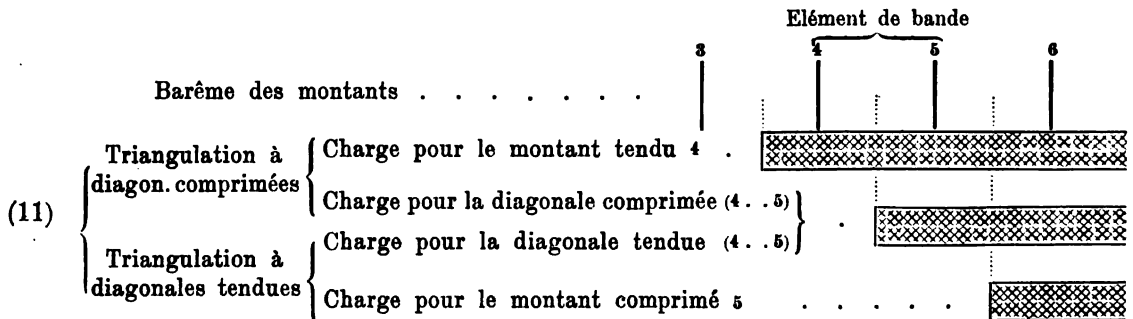 Elément de bande
3 4 5 6
Barême des montants . . . . . . .
Triangulation à
diagon. comprimées
Charge pour le montant tendu 4 .
(11)
Charge pour la diagonale comprimée (4 . . 5)
Charge pour la diagonale tendue (4 . . 5) .
Triangulation à
diagonales tendues
Charge pour le montant comprimé 5 . . . . .